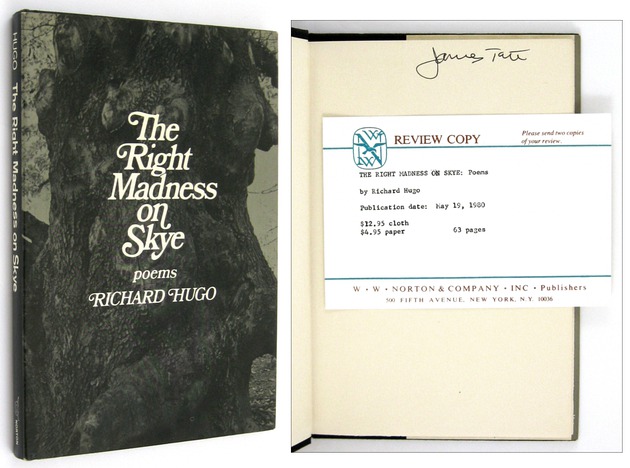 HUGO The Right Madness on Skye NORTON
The
Right
Madness
on
Skye
poems
RICHARD HUGO
James Tate
REVIEW COPY
Please send two copies
of your review.
THE RIGHT MADNESS ON SKYE: Poems
by Richard Hugo
Publication date: May 19, 1980
$12.95 cloth
$4.95 paper 63 pages
W • W • NORTON & COMPANY • INC • Publishers
500 FIFTH AVENUE, NEW YORK, N.Y. 10036